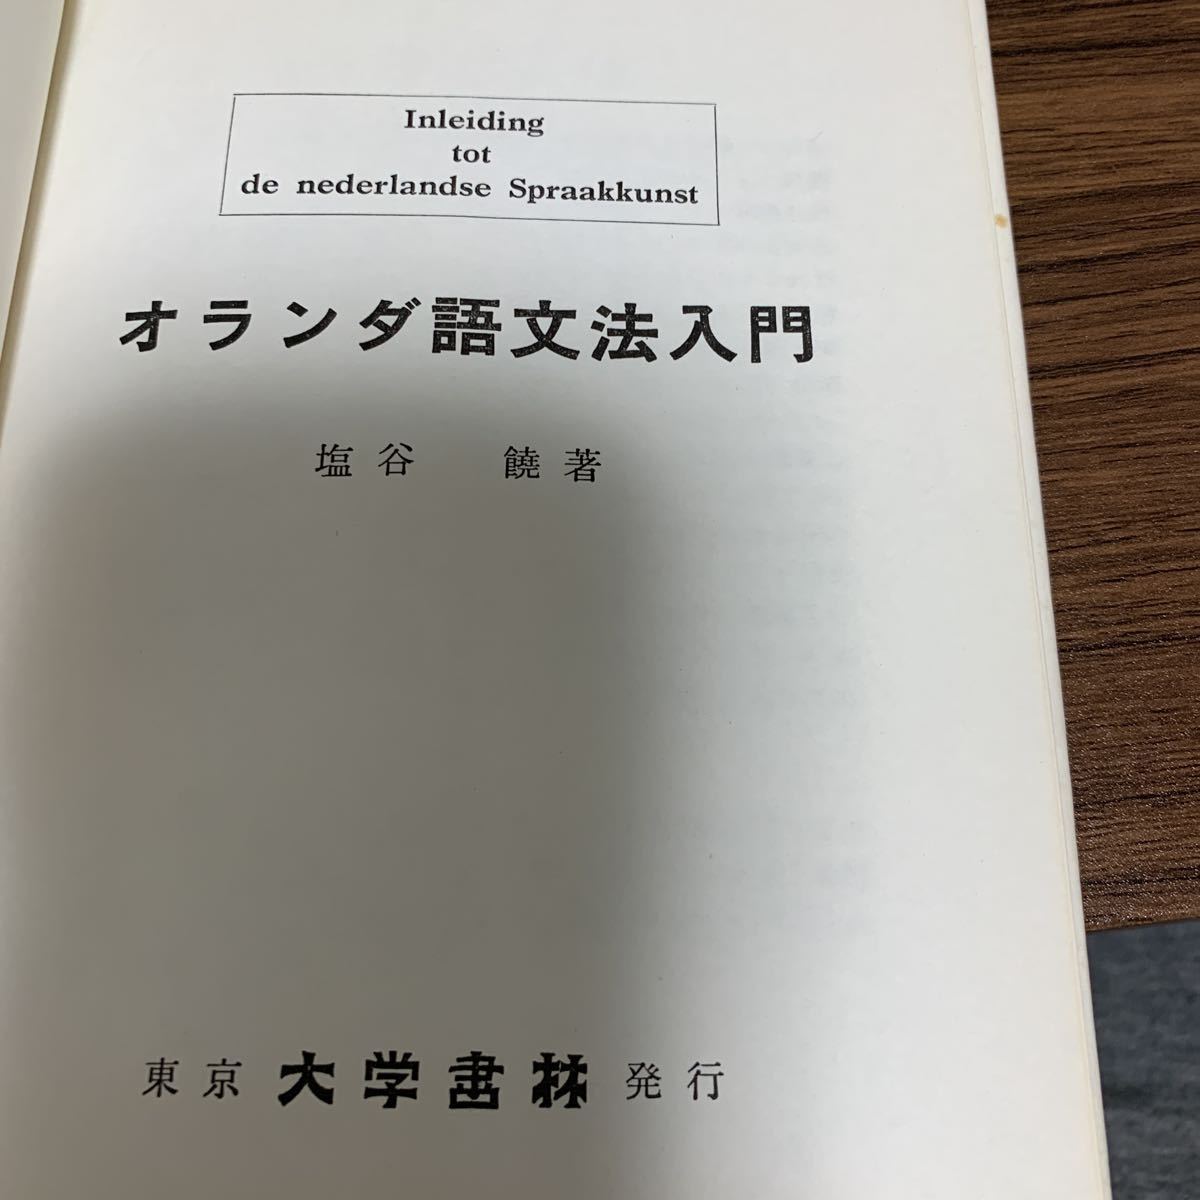 Inleiding
tot
de nederlandse Spraakkunst
オランダ語文法入門
塩谷 饒著
東京 大学書林 発行